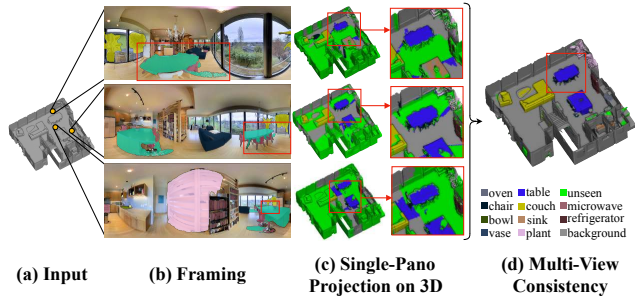 oven table unseen
chair couch microwave
bowl sink refrigerator
vase plant background
(a) Input (b) Framing (c) Single-Pano Projection on 3D (d) Multi-View Consistency